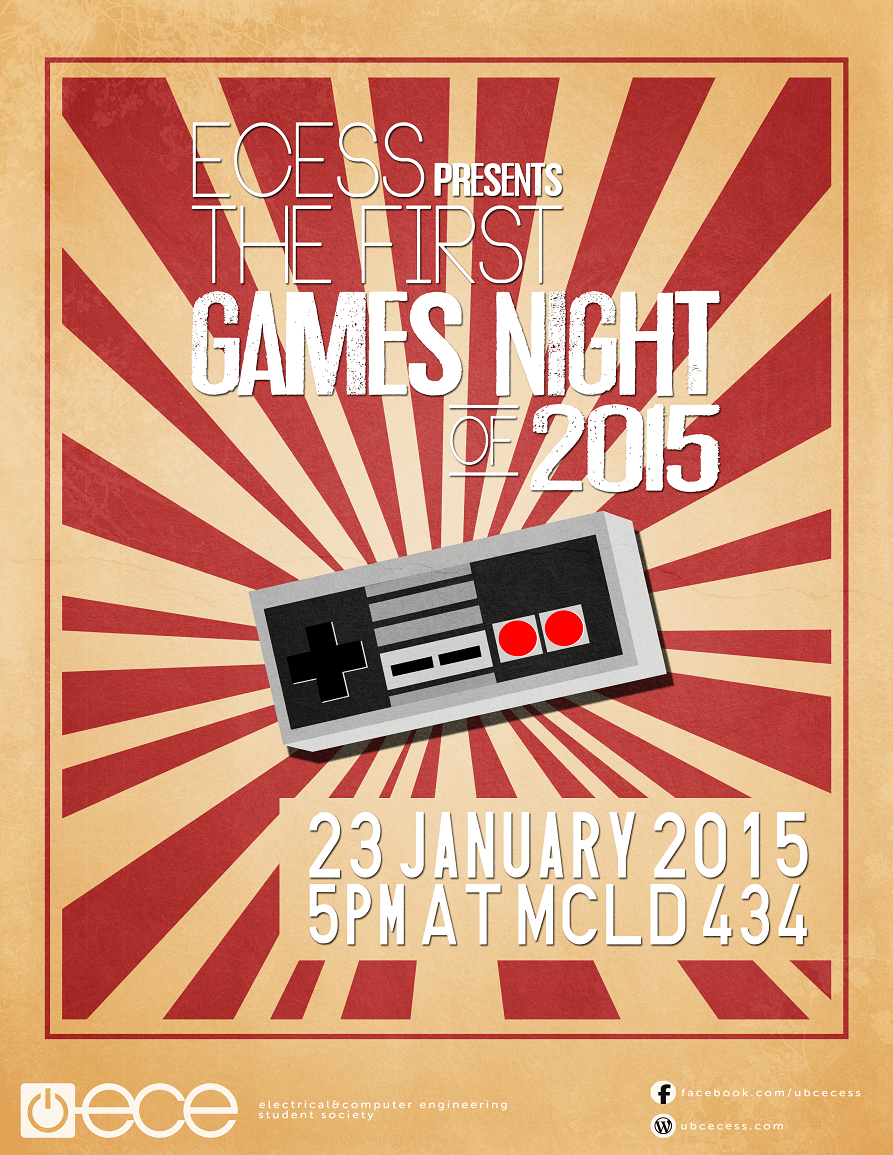 ECESS PRESENTS
THE FIRST
GAMES NIGHT
OF 2015
23 JANUARY 2015
5PM AT MCLD 434
ece
electrical&computer engineering
student society
facebook.com/ubcecess
ubcecess.com